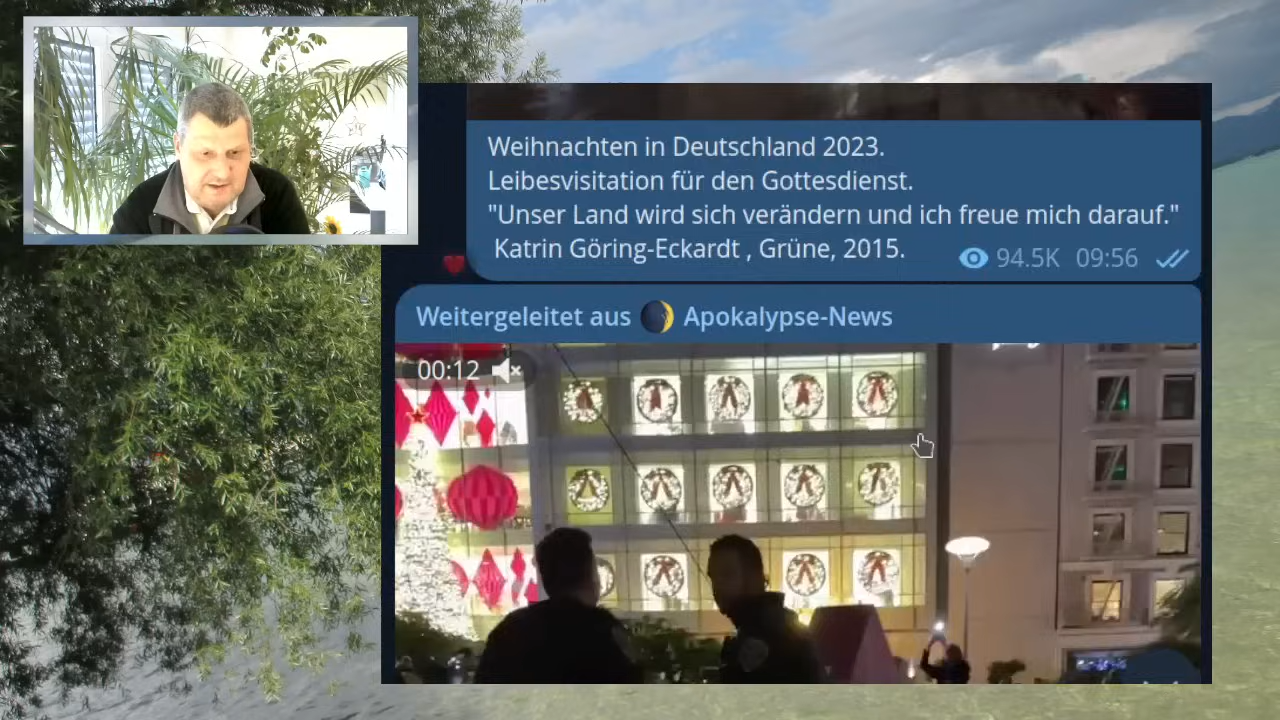 Weihnachten in Deutschland 2023.
Leibesvisitation für den Gottesdienst.
"Unser Land wird sich verändern und ich freue mich darauf."
Katrin Göring-Eckardt , Grüne, 2015.
94.5K 09:56
Weitergeleitet aus Apokalypse-News
00:12